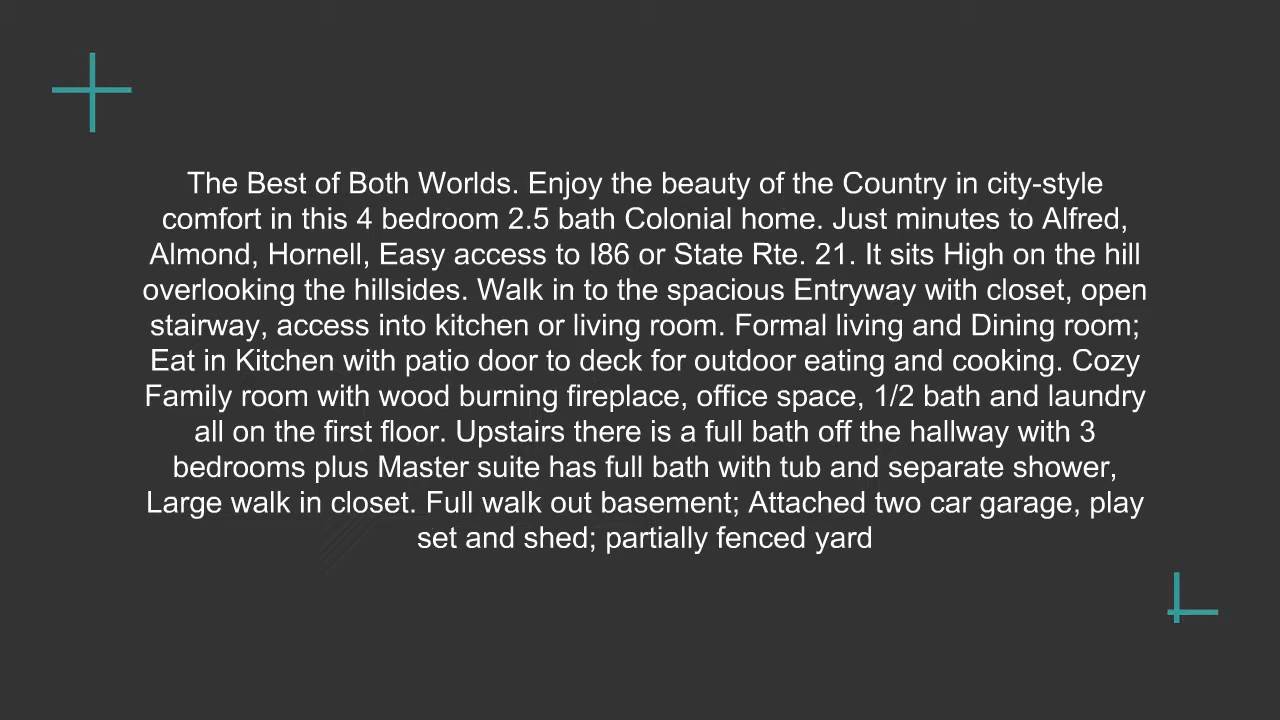 The Best of Both Worlds. Enjoy the beauty of the Country in city-style
comfort in this 4 bedroom 2.5 bath Colonial home. Just minutes to Alfred,
Almond, Hornell, Easy access to I86 or State Rte. 21. It sits High on the hill
overlooking the hillsides. Walk in to the spacious Entryway with closet, open
stairway, access into kitchen or living room. Formal living and Dining room;
Eat in Kitchen with patio door to deck for outdoor eating and cooking. Cozy
Family room with wood burning fireplace, office space, 1/2 bath and laundry
all on the first floor. Upstairs there is a full bath off the hallway with 3
bedrooms plus Master suite has full bath with tub and separate shower,
Large walk in closet. Full walk out basement; Attached two car garage, play
set and shed; partially fenced yard